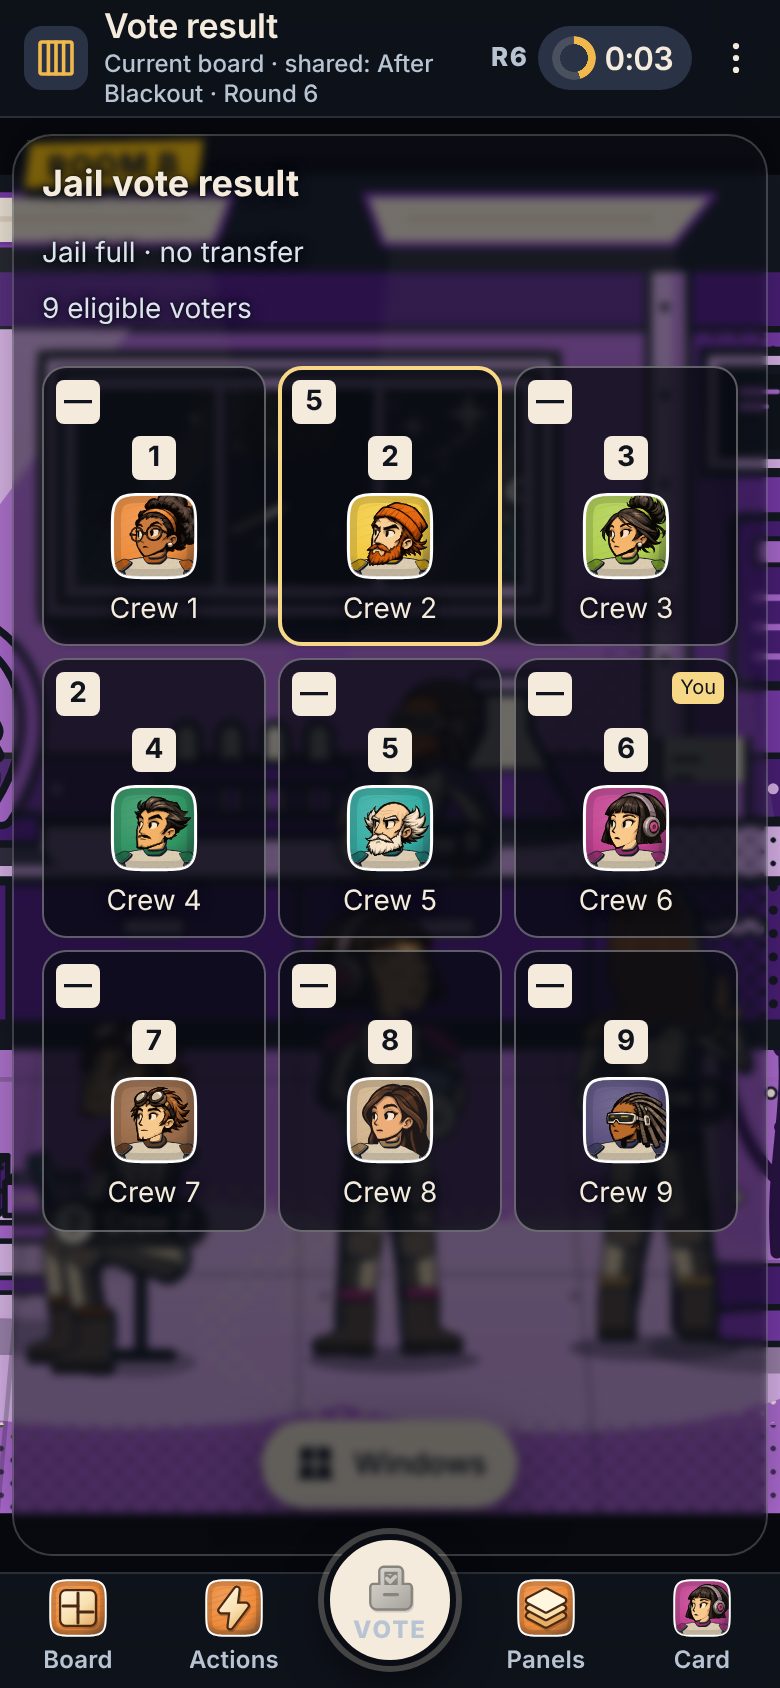 Vote result
Current board · shared: After
Blackout · Round 6
R6
0:03
ROOM B
Jail vote result
Jail full · no transfer
9 eligible voters
—
1
Crew 1
5
2
Crew 2
—
3
Crew 3
2
4
Crew 4
—
5
Crew 5
—
You
6
Crew 6
—
7
Crew 7
—
8
Crew 8
—
9
Crew 9
Windows
Board
Actions
VOTE
Panels
Card